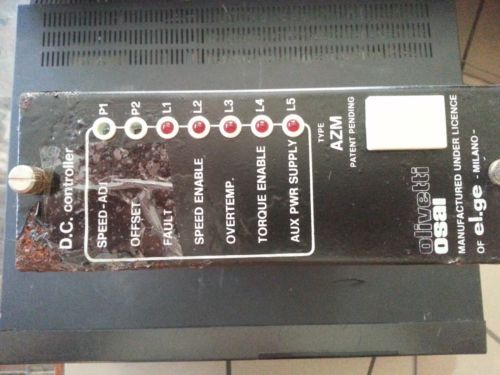 D.C. controller
P1
P2
L1
L2
L3
L4
L5
SPEED-ADJ
OFFSET
FAULT
SPEED ENABLE
OVERTEMP.
TORQUE ENABLE
AUX PWR SUPPLY
TYPE
AZM
PATENT PENDING
olivetti
osai
MANUFACTURED UNDER LICENCE
OF el.ge - MILANO -